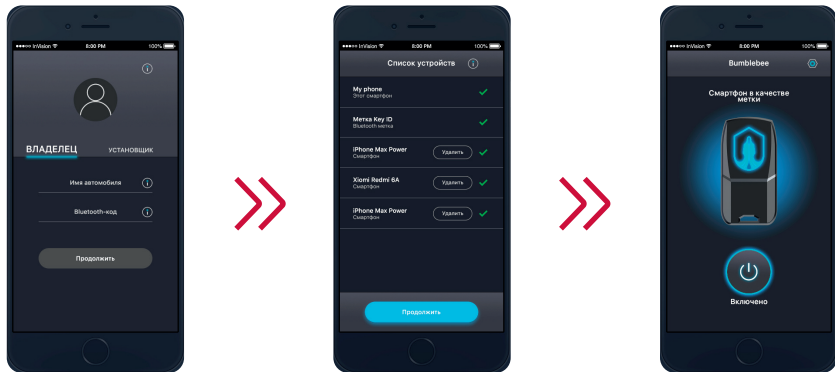 InVision 8:00 PM 100%
ВЛАДЕЛЕЦ УСТАНОВЩИК
Имя автомобиля
Bluetooth-код
Продолжить
InVision 8:00 PM 100%
Список устройств
My phone
Этот смартфон
Метка Key ID
Bluetooth метка
iPhone Max Power
Смартфон
Удалить
Xiomi Redmi 6A
Смартфон
Удалить
iPhone Max Power
Смартфон
Удалить
Продолжить
InVision 8:00 PM 100%
Bumblebee
Смартфон в качестве
метки
Включено